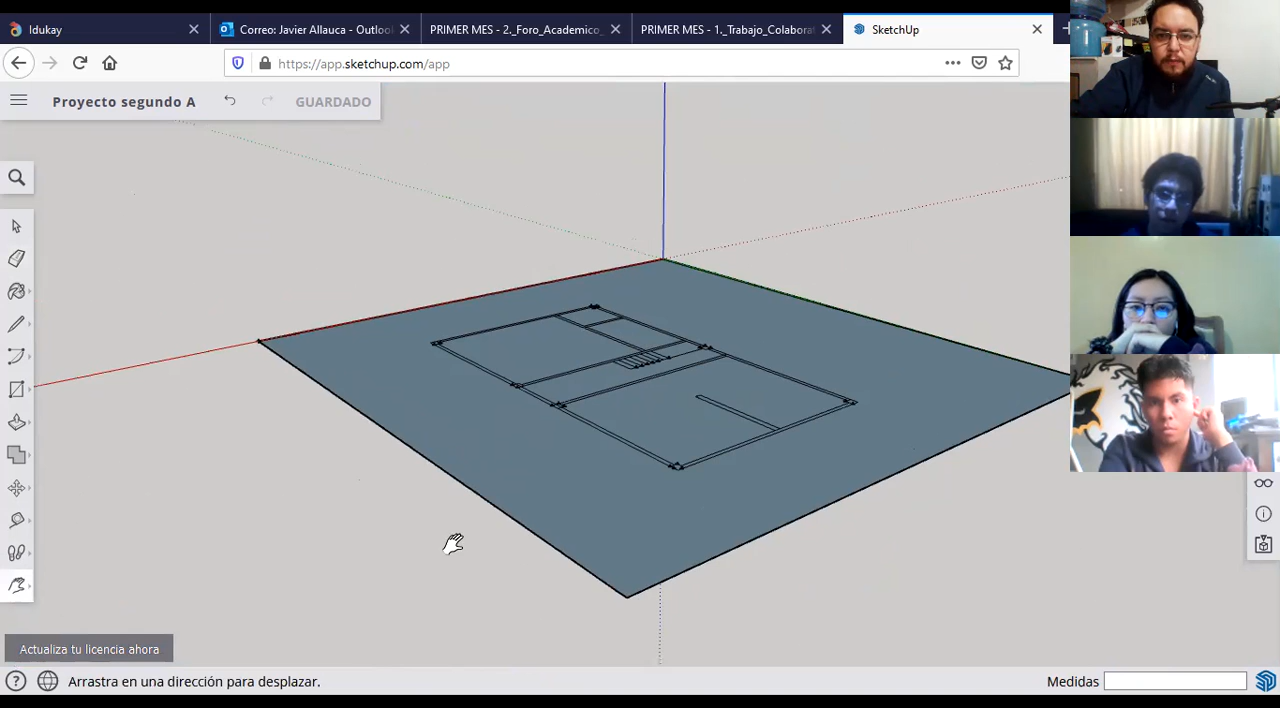 Idukay
Correo: Javier Allauca - Outloo
PRIMER MES - 2._Foro_Academico_
PRIMER MES - 1._Trabajo_Colabora
SketchUp
https://app.sketchup.com/app
Proyecto segundo A
GUARDADO
Actualiza tu licencia ahora
Arrastra en una dirección para desplazar.
Medidas